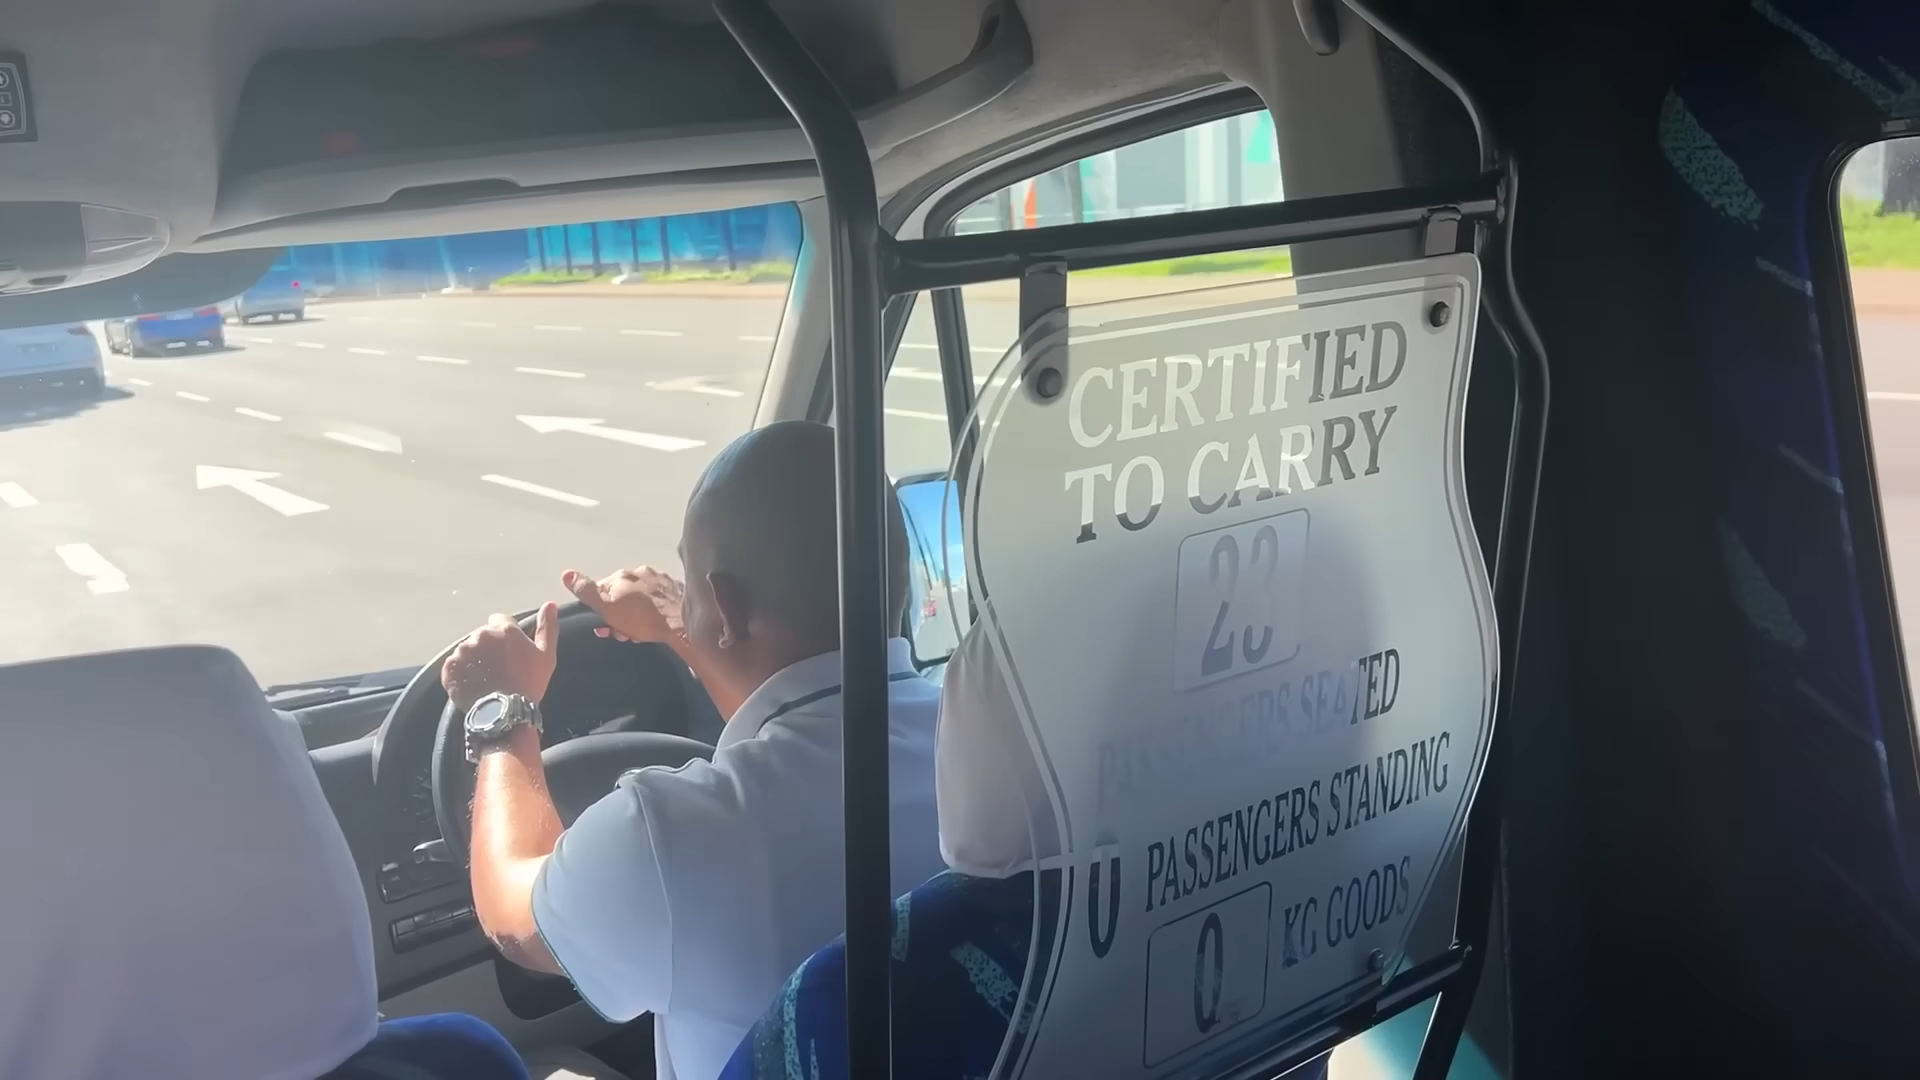 CERTIFIED
TO CARRY
23
PASSENGERS SEATED
0 PASSENGERS STANDING
0 KG GOODS